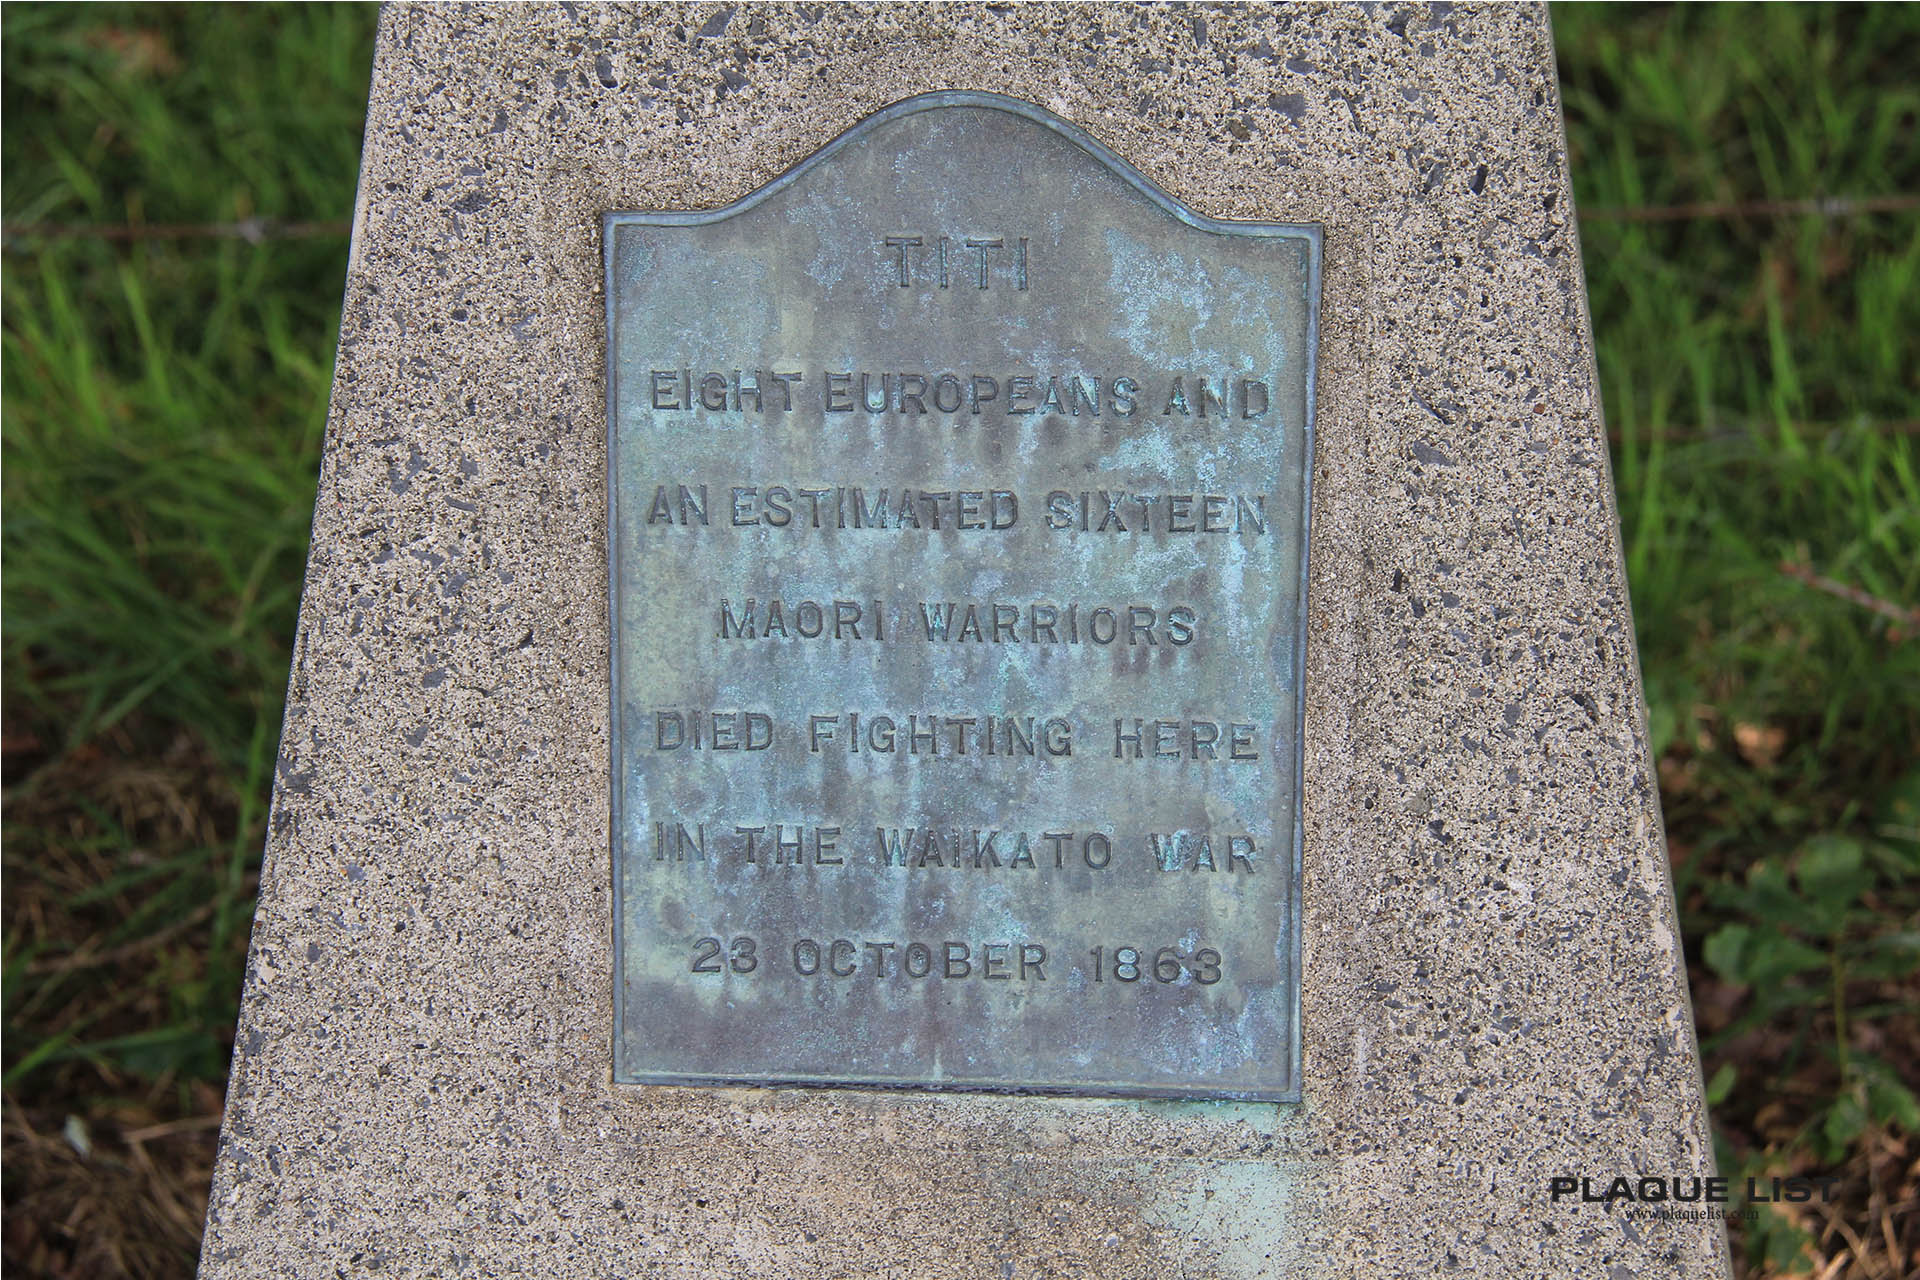 TITI
EIGHT EUROPEANS AND
AN ESTIMATED SIXTEEN
MAORI WARRIORS
DIED FIGHTING HERE
IN THE WAIKATO WAR
23 OCTOBER 1863
PLAQUE LIST
www.plaquelist.com